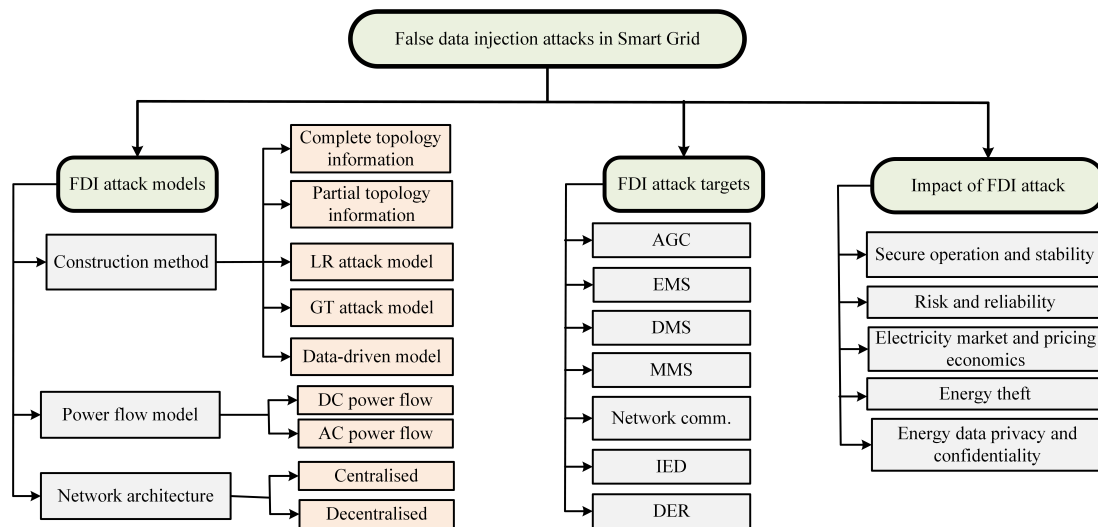 False data injection attacks in Smart Grid
FDI attack models
Construction method
Complete topology
information
Partial topology
information
LR attack model
GT attack model
Data-driven model
Power flow model
DC power flow
AC power flow
Network architecture
Centralised
Decentralised
FDI attack targets
AGC
EMS
DMS
MMS
Network comm.
IED
DER
Impact of FDI attack
Secure operation and stability
Risk and reliability
Electricity market and pricing
economics
Energy theft
Energy data privacy and
confidentiality